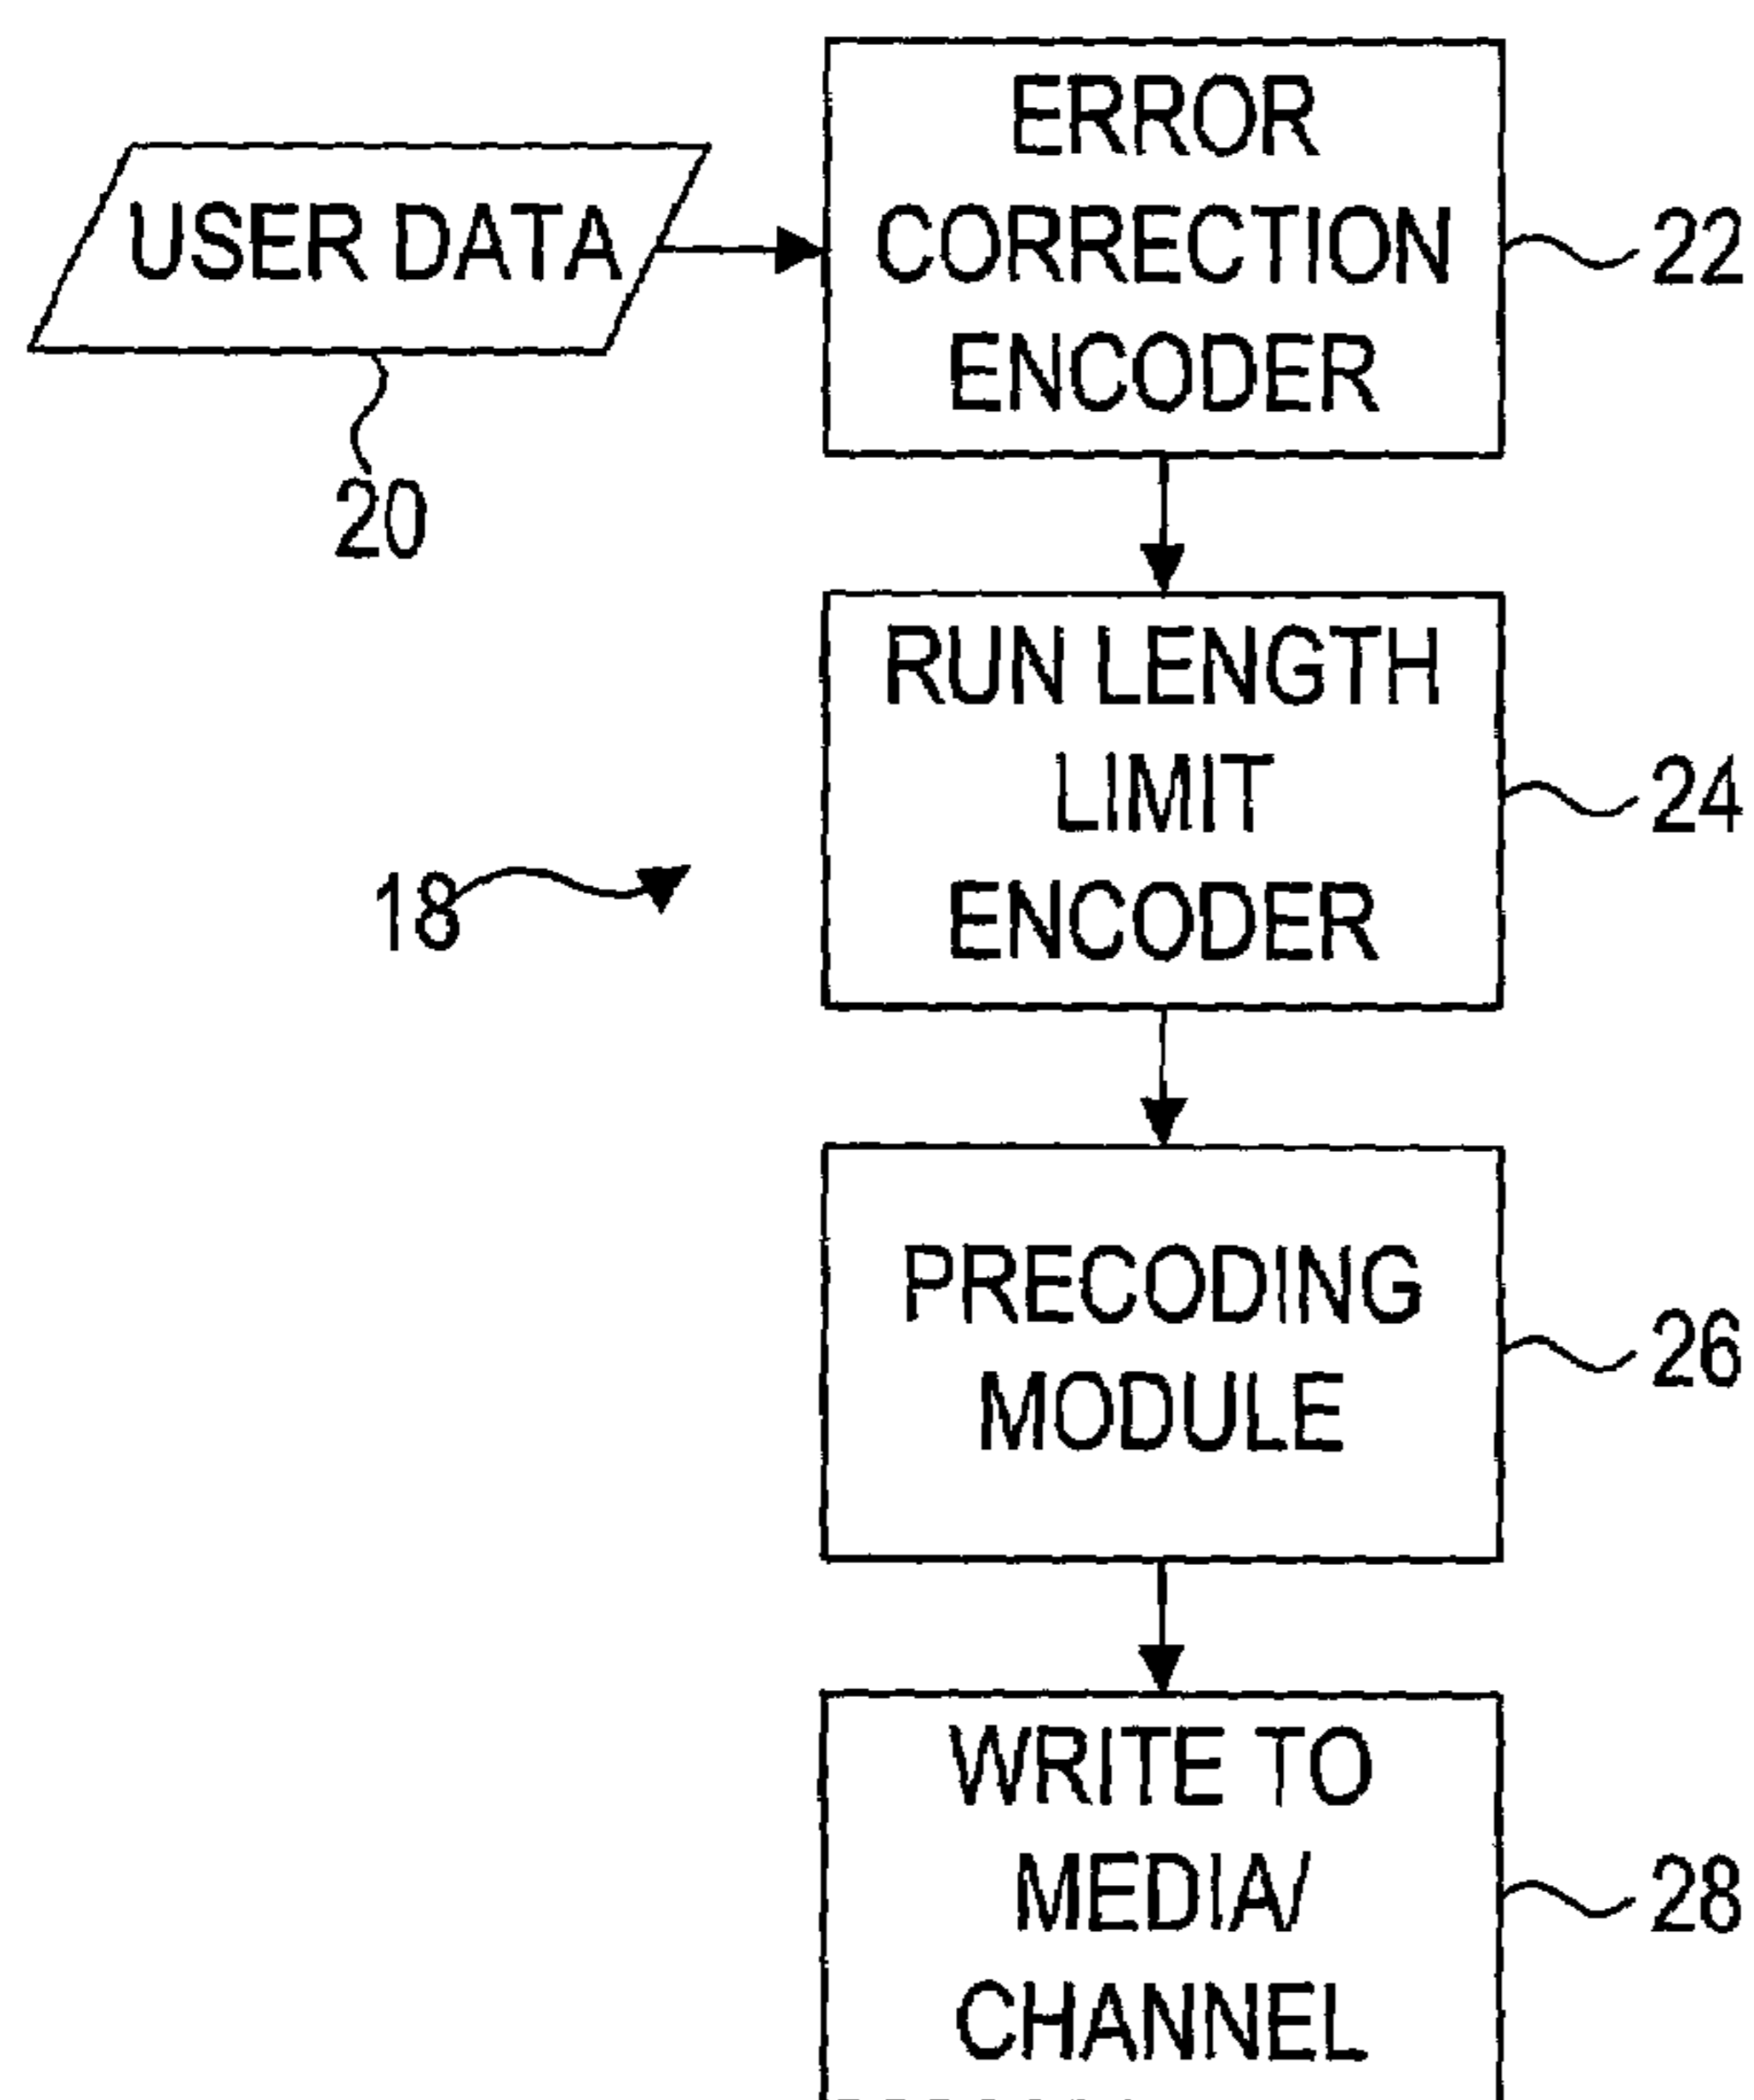 ERROR
CORRECTION
ENCODER
22
USER DATA
20
RUN LENGTH
LIMIT
ENCODER
24
18
PRECODING
MODULE
26
WRITE TO
MEDIA/
CHANNEL
28